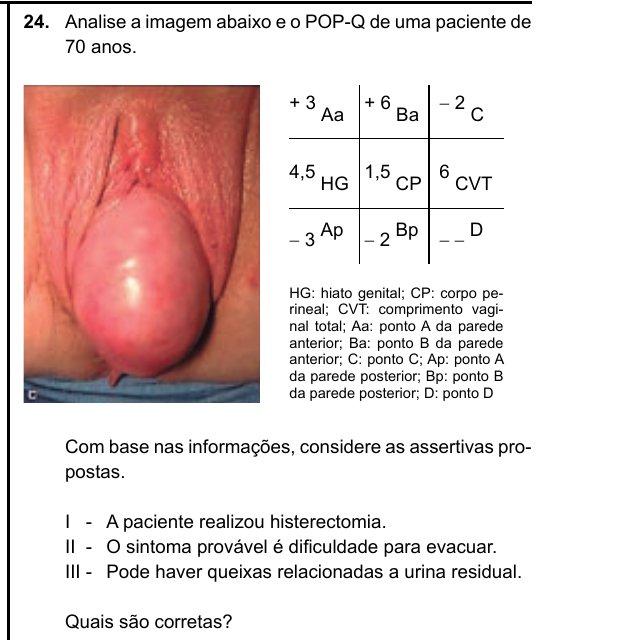 24. Analise a imagem abaixo e o POP-Q de uma paciente de
70 anos.
+ 3 Aa + 6 Ba – 2 C
4,5 HG 1,5 CP 6 CVT
– 3 Ap – 2 Bp – – D
HG: hiato genital; CP: corpo pe-
rineal; CVT: comprimento vagi-
nal total; Aa: ponto A da parede
anterior; Ba: ponto B da parede
anterior; C: ponto C; Ap: ponto A
da parede posterior; Bp: ponto B
da parede posterior; D: ponto D
C
Com base nas informações, considere as assertivas pro-
postas.
I - A paciente realizou histerectomia.
II - O sintoma provável é dificuldade para evacuar.
III - Pode haver queixas relacionadas a urina residual.
Quais são corretas?